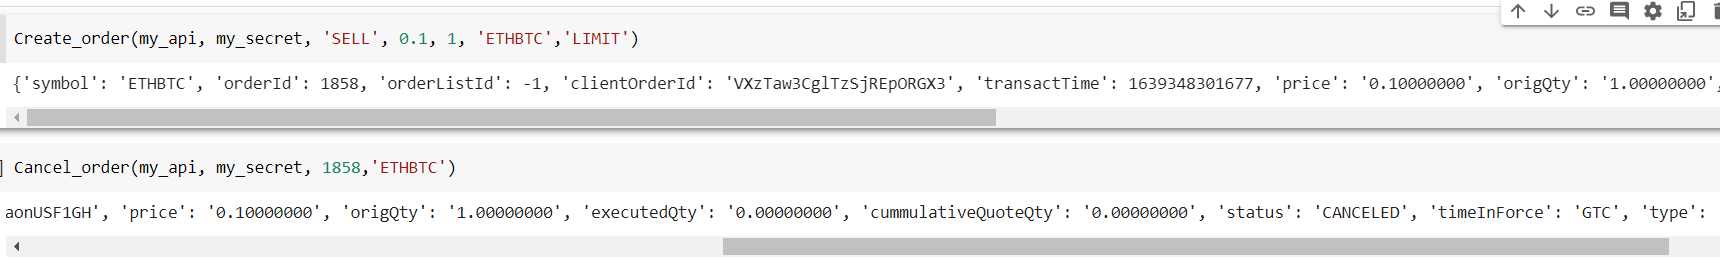 Create_order(my_api, my_secret, 'SELL', 0.1, 1, 'ETHBTC','LIMIT')
{'symbol': 'ETHBTC', 'orderId': 1858, 'orderListId': -1, 'clientOrderId': 'VXzTaw3CglTzSjREpORGX3', 'transactTime': 1639348301677, 'price': '0.10000000', 'origQty': '1.00000000',
] Cancel_order(my_api, my_secret, 1858,'ETHBTC')
aonUSF1GH', 'price': '0.10000000', 'origQty': '1.00000000', 'executedQty': '0.00000000', 'cummulativeQuoteQty': '0.00000000', 'status': 'CANCELED', 'timeInForce': 'GTC', 'type':